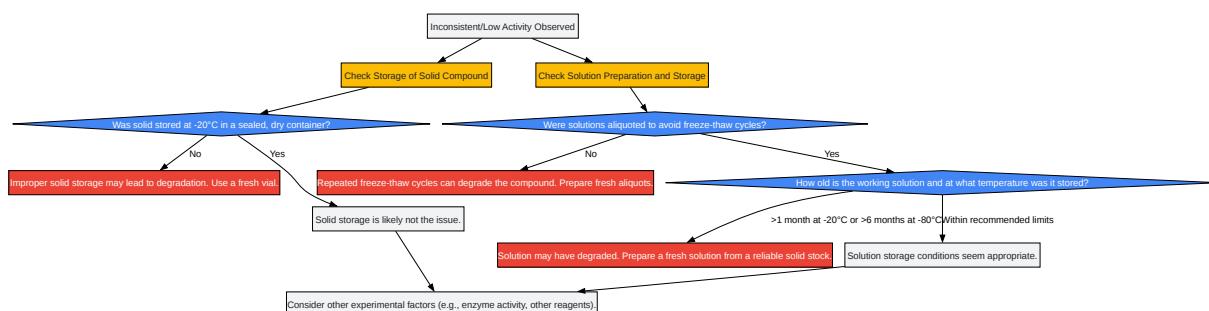 Inconsistent/Low Activity Observed
Check Storage of Solid Compound
Check Solution Preparation and Storage
Was solid stored at -20°C in a sealed, dry container?
Were solutions aliquoted to avoid freeze-thaw cycles?
No
Yes
No
Yes
Improper solid storage may lead to degradation. Use a fresh vial.
Repeated freeze-thaw cycles can degrade the compound. Prepare fresh aliquots.
How old is the working solution and at what temperature was it stored?
Solid storage is likely not the issue.
>1 month at -20°C or >6 months at -80°C
Within recommended limits
Solution may have degraded. Prepare a fresh solution from a reliable solid stock.
Solution storage conditions seem appropriate.
Consider other experimental factors (e.g., enzyme activity, other reagents).